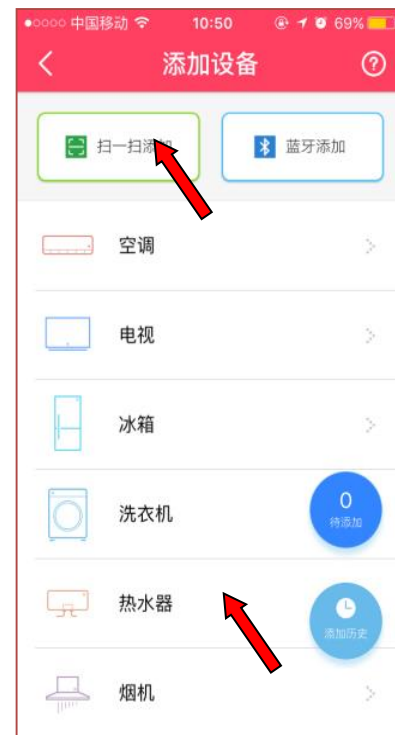 中国移动 10:50 69%
添加设备
扫一扫添加 蓝牙添加
空调
电视
冰箱
洗衣机
0
待添加
热水器
添加历史
烟机